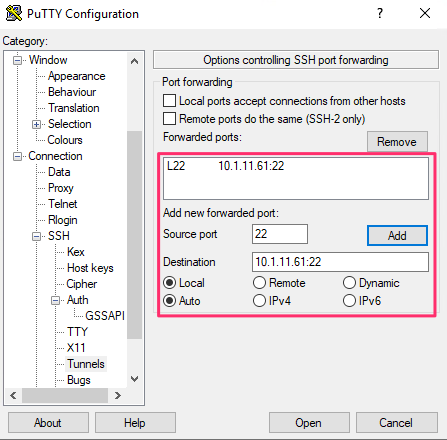 PuTTY Configuration
Category:
Window
Appearance
Behaviour
Translation
Selection
Colours
Connection
Data
Proxy
Telnet
Rlogin
SSH
Kex
Host keys
Cipher
Auth
GSSAPI
TTY
X11
Tunnels
Bugs
Options controlling SSH port forwarding
Port forwarding
Local ports accept connections from other hosts
Remote ports do the same (SSH-2 only)
Forwarded ports:
Remove
L22 10.1.11.61:22
Add new forwarded port:
Source port 22 Add
Destination 10.1.11.61:22
Local Remote Dynamic
Auto IPv4 IPv6
About Help Open Cancel